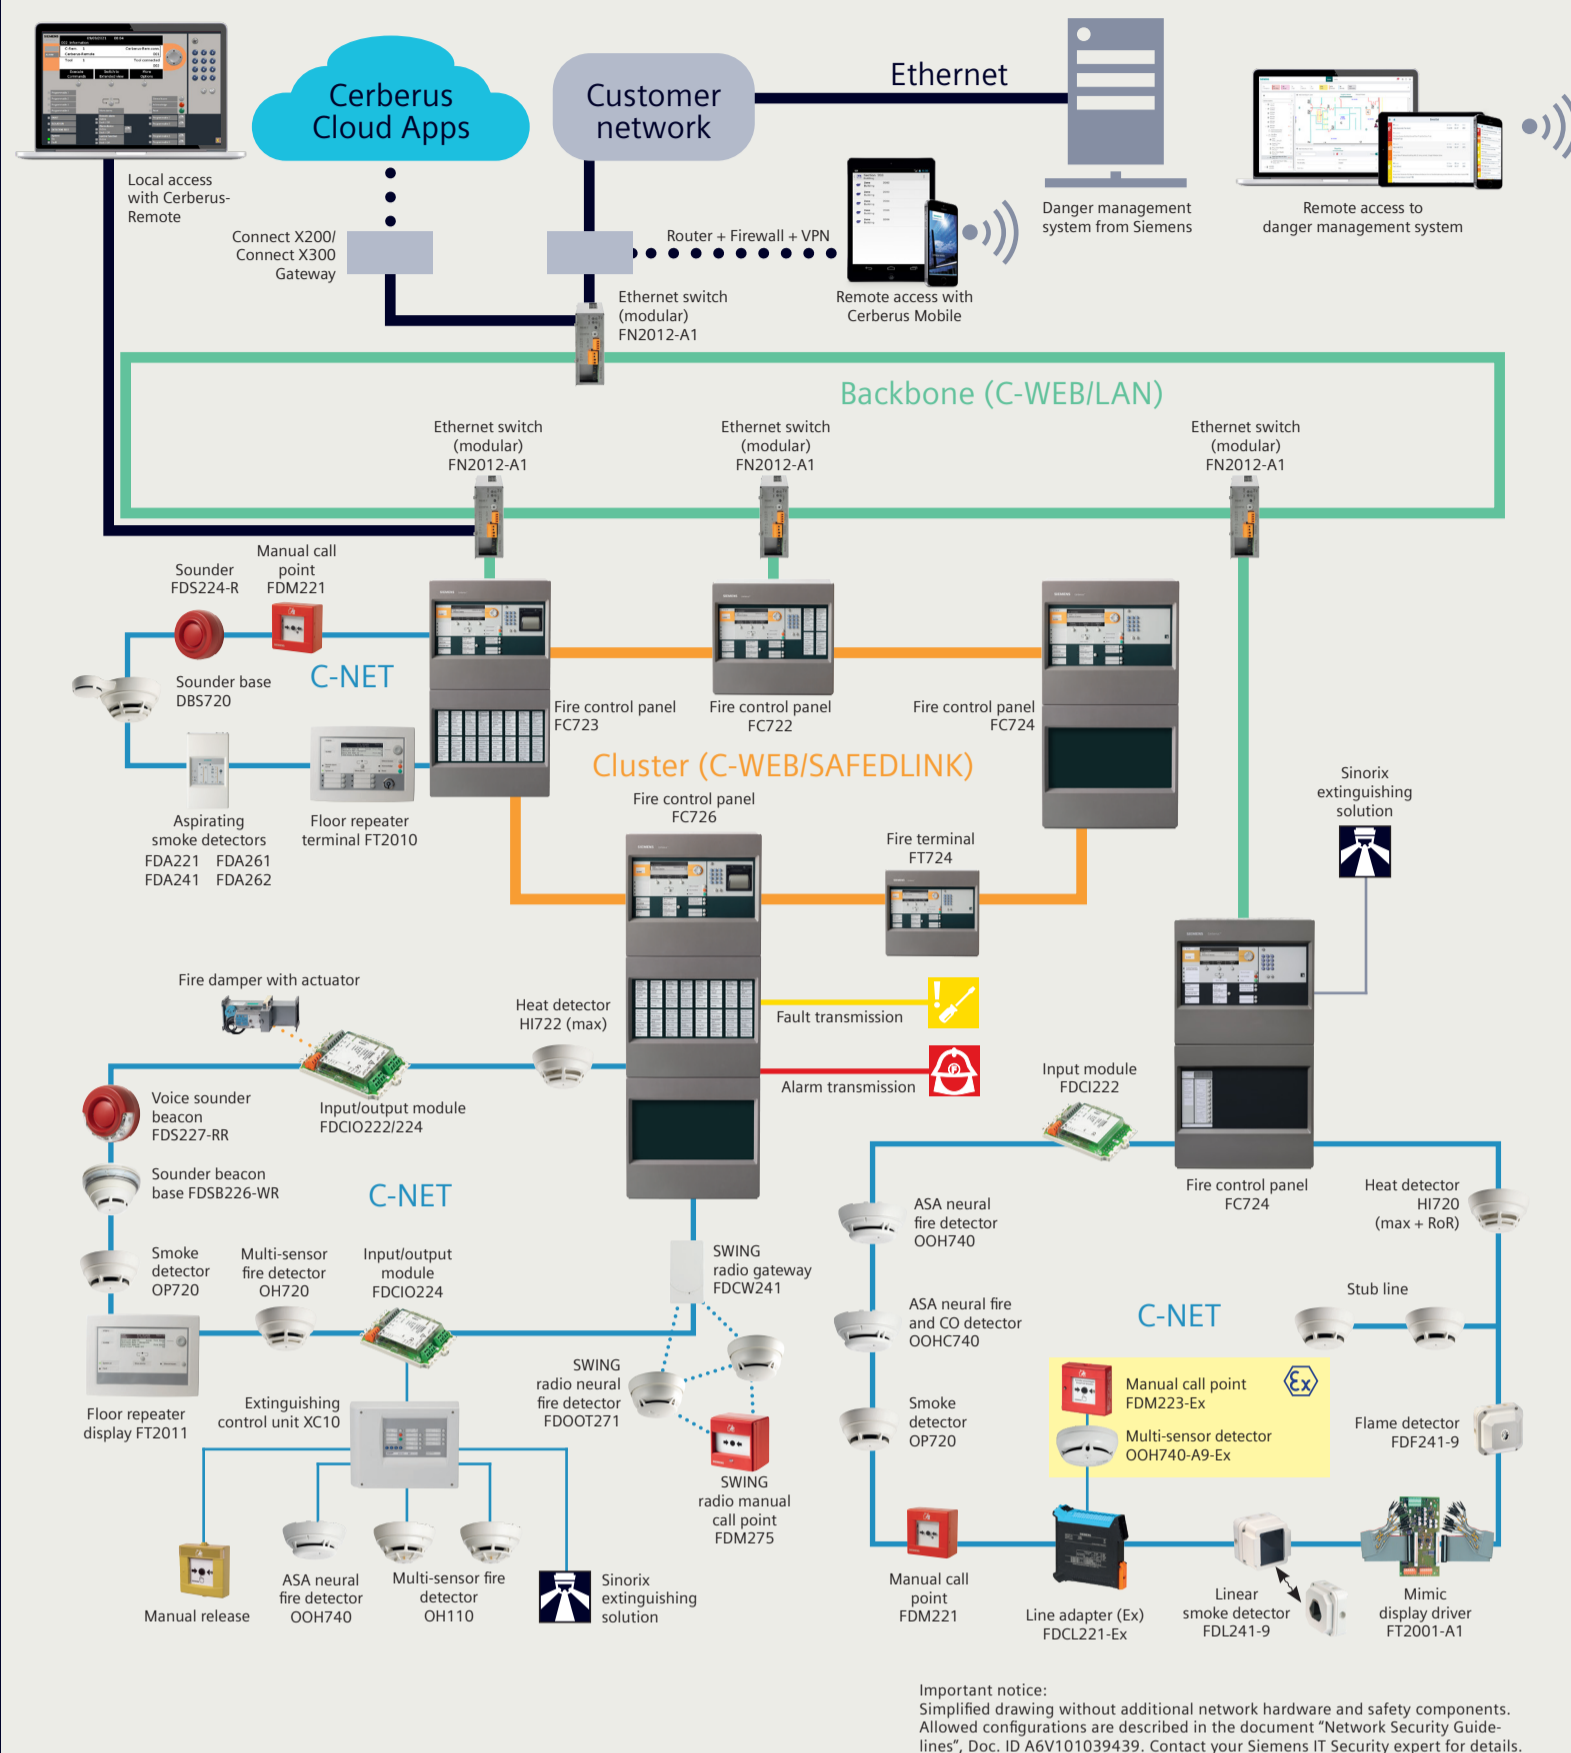 Cerberus
Cloud Apps
Customer
network
Ethernet
Local access
with Cerberus-
Remote
Connect X200/
Connect X300
Gateway
Router + Firewall + VPN
Danger management
system from Siemens
Remote access to
danger management system
Ethernet switch
(modular)
FN2012-A1
Remote access with
Cerberus Mobile
Backbone (C-WEB/LAN)
Ethernet switch
(modular)
FN2012-A1
Ethernet switch
(modular)
FN2012-A1
Ethernet switch
(modular)
FN2012-A1
Sounder
FDS224-R
Manual call
point
FDM221
C-NET
Sounder base
DBS720
Fire control panel
FC723
Fire control panel
FC722
Fire control panel
FC724
Cluster (C-WEB/SAFEDLINK)
Aspirating
smoke detectors
FDA221 FDA261
FDA241 FDA262
Floor repeater
terminal FT2010
Fire control panel
FC726
Fire terminal
FT724
Sinorix
extinguishing
solution
Fire damper with actuator
Heat detector
HI722 (max)
Fault transmission
Alarm transmission
Input/output module
FDCIO222/224
Voice sounder
beacon
FDS227-RR
Sounder beacon
base FDSB226-WR
C-NET
Smoke
detector
OP720
Multi-sensor
fire detector
OH720
Input/output
module
FDCIO224
SWING
radio gateway
FDCW241
Floor repeater
display FT2011
Extinguishing
control unit XC10
SWING
radio neural
fire detector
FDOOT271
SWING
radio manual
call point
FDM275
Manual release
ASA neural
fire detector
OOH740
Multi-sensor fire
detector
OH110
Sinorix
extinguishing
solution
Input module
FDCI222
Fire control panel
FC724
Heat detector
HI720
(max + RoR)
ASA neural
fire detector
OOH740
ASA neural fire
and CO detector
OOHC740
C-NET
Stub line
Smoke
detector
OP720
Manual call point
FDM223-Ex
Multi-sensor detector
OOH740-A9-Ex
Ex
Flame detector
FDF241-9
Manual call
point
FDM221
Line adapter (Ex)
FDCL221-Ex
Linear
smoke detector
FDL241-9
Mimic
display driver
FT2001-A1
Important notice:
Simplified drawing without additional network hardware and safety components.
Allowed configurations are described in the document “Network Security Guide-
lines”, Doc. ID A6V101039439. Contact your Siemens IT Security expert for details.